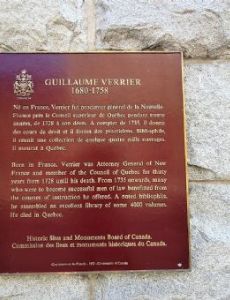 GUILLAUME VERRIER
1680-1758
Né en France, Verrier fut procureur général de la Nouvelle-
France puis le Conseil supérieur de Québec pendant trente
années, de 1728 à son décès. A compter de 1735, il donna
des cours de droit et il donna des practiciens. Bibliophile,
il réunit une collection de quelque quatre mille ouvrages.
Il mourut à Québec.
Born in France, Verrier was Attorney General of New
France and member of the Council of Quebec for thirty
years from 1728 until his death. From 1735 onwards, many
who were to become successful men of law benefited from
the courses of instruction he offered. A noted bibliophile,
he assembled an excellent library of some 4000 volumes.
He died in Quebec.
Historic Sites and Monuments Board of Canada.
Commission des lieux et monuments historiques du Canada.